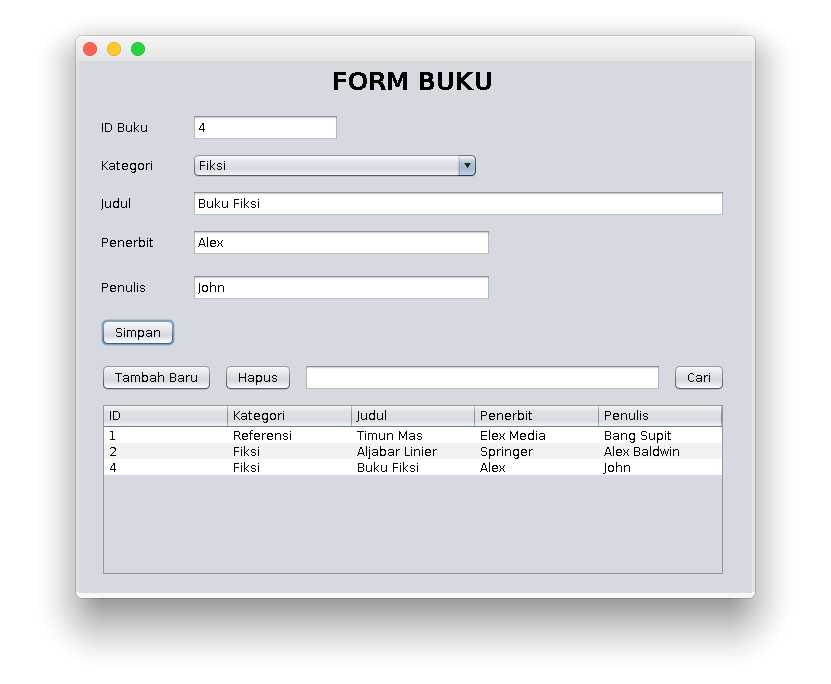 FORM BUKU
ID Buku 4
Kategori Fiksi
Judul Buku Fiksi
Penerbit Alex
Penulis John
Simpan
Tambah Baru Hapus Cari
ID Kategori Judul Penerbit Penulis
1 Referensi Timun Mas Elex Media Bang Supit
2 Fiksi Aljabar Linier Springer Alex Baldwin
4 Fiksi Buku Fiksi Alex John